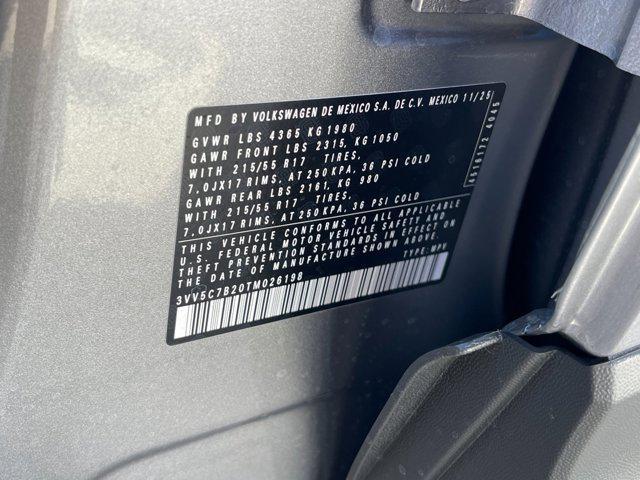 MFD BY VOLKSWAGEN DE MEXICO S.A. DE C.V. MEXICO 11/25
GVWR LBS 4365 KG 1980
GAWR FRONT LBS 2315, KG 1050
WITH 215/55 R17 TIRES,
7.0JX17 RIMS, AT 250 KPA, 36 PSI COLD
GAWR REAR LBS 2161, KG 980
WITH 215/55 R17 TIRES,
7.0JX17 RIMS, AT 250 KPA, 36 PSI COLD
THIS VEHICLE CONFORMS TO ALL APPLICABLE
U.S. FEDERAL MOTOR VEHICLE SAFETY AND
THEFT PREVENTION STANDARDS IN EFFECT ON
THE DATE OF MANUFACTURE SHOWN ABOVE.
3VV5C7B20TM026198 TYPE:MPV